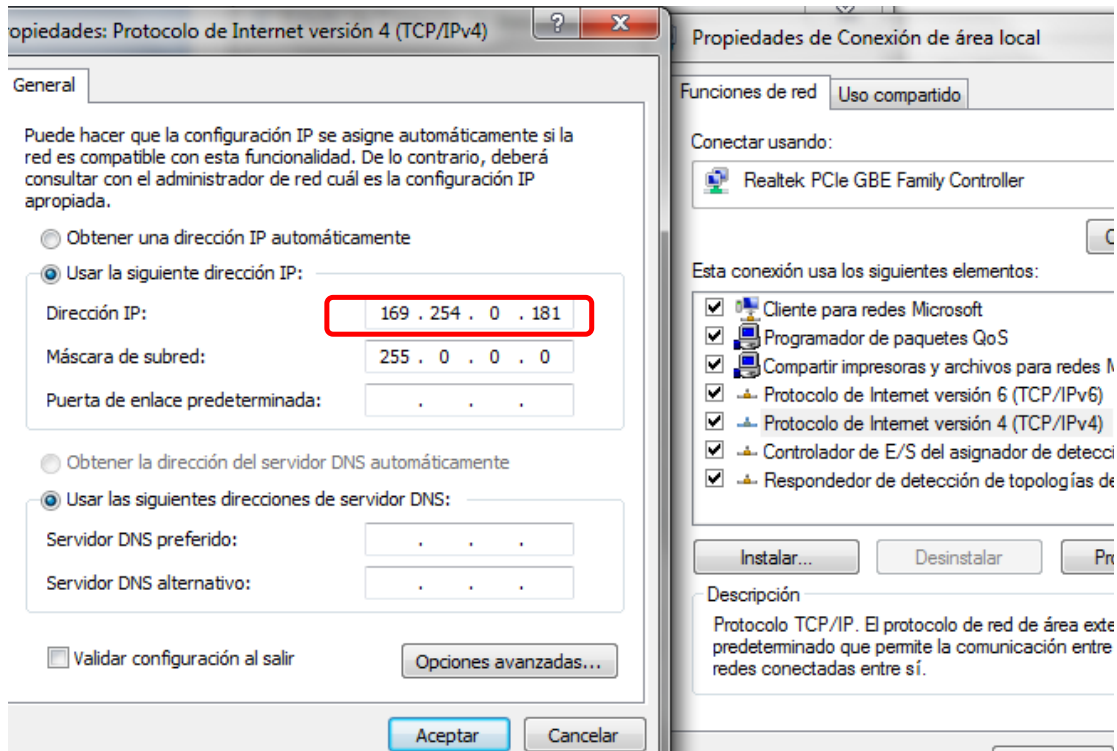 opiedades: Protocolo de Internet versión 4 (TCP/IPv4)
General
Puede hacer que la configuración IP se asigne automáticamente si la
red es compatible con esta funcionalidad. De lo contrario, deberá
consultar con el administrador de red cuál es la configuración IP
apropiada.
Obtener una dirección IP automáticamente
Usar la siguiente dirección IP:
Dirección IP:
169 . 254 . 0 . 181
Máscara de subred:
255 . 0 . 0 . 0
Puerta de enlace predeterminada:
. . .
Obtener la dirección del servidor DNS automáticamente
Usar las siguientes direcciones de servidor DNS:
Servidor DNS preferido:
. . .
Servidor DNS alternativo:
. . .
Validar configuración al salir
Opciones avanzadas...
Aceptar
Cancelar
Propiedades de Conexión de área local
Funciones de red
Uso compartido
Conectar usando:
Realtek PCIe GBE Family Controller
C
Esta conexión usa los siguientes elementos:
Cliente para redes Microsoft
Programador de paquetes QoS
Compartir impresoras y archivos para redes M
Protocolo de Internet versión 6 (TCP/IPv6)
Protocolo de Internet versión 4 (TCP/IPv4)
Controlador de E/S del asignador de detecci
Respondedor de detección de topologías de
Instalar...
Desinstalar
Pro
Descripción
Protocolo TCP/IP. El protocolo de red de área exte
predeterminado que permite la comunicación entre
redes conectadas entre sí.